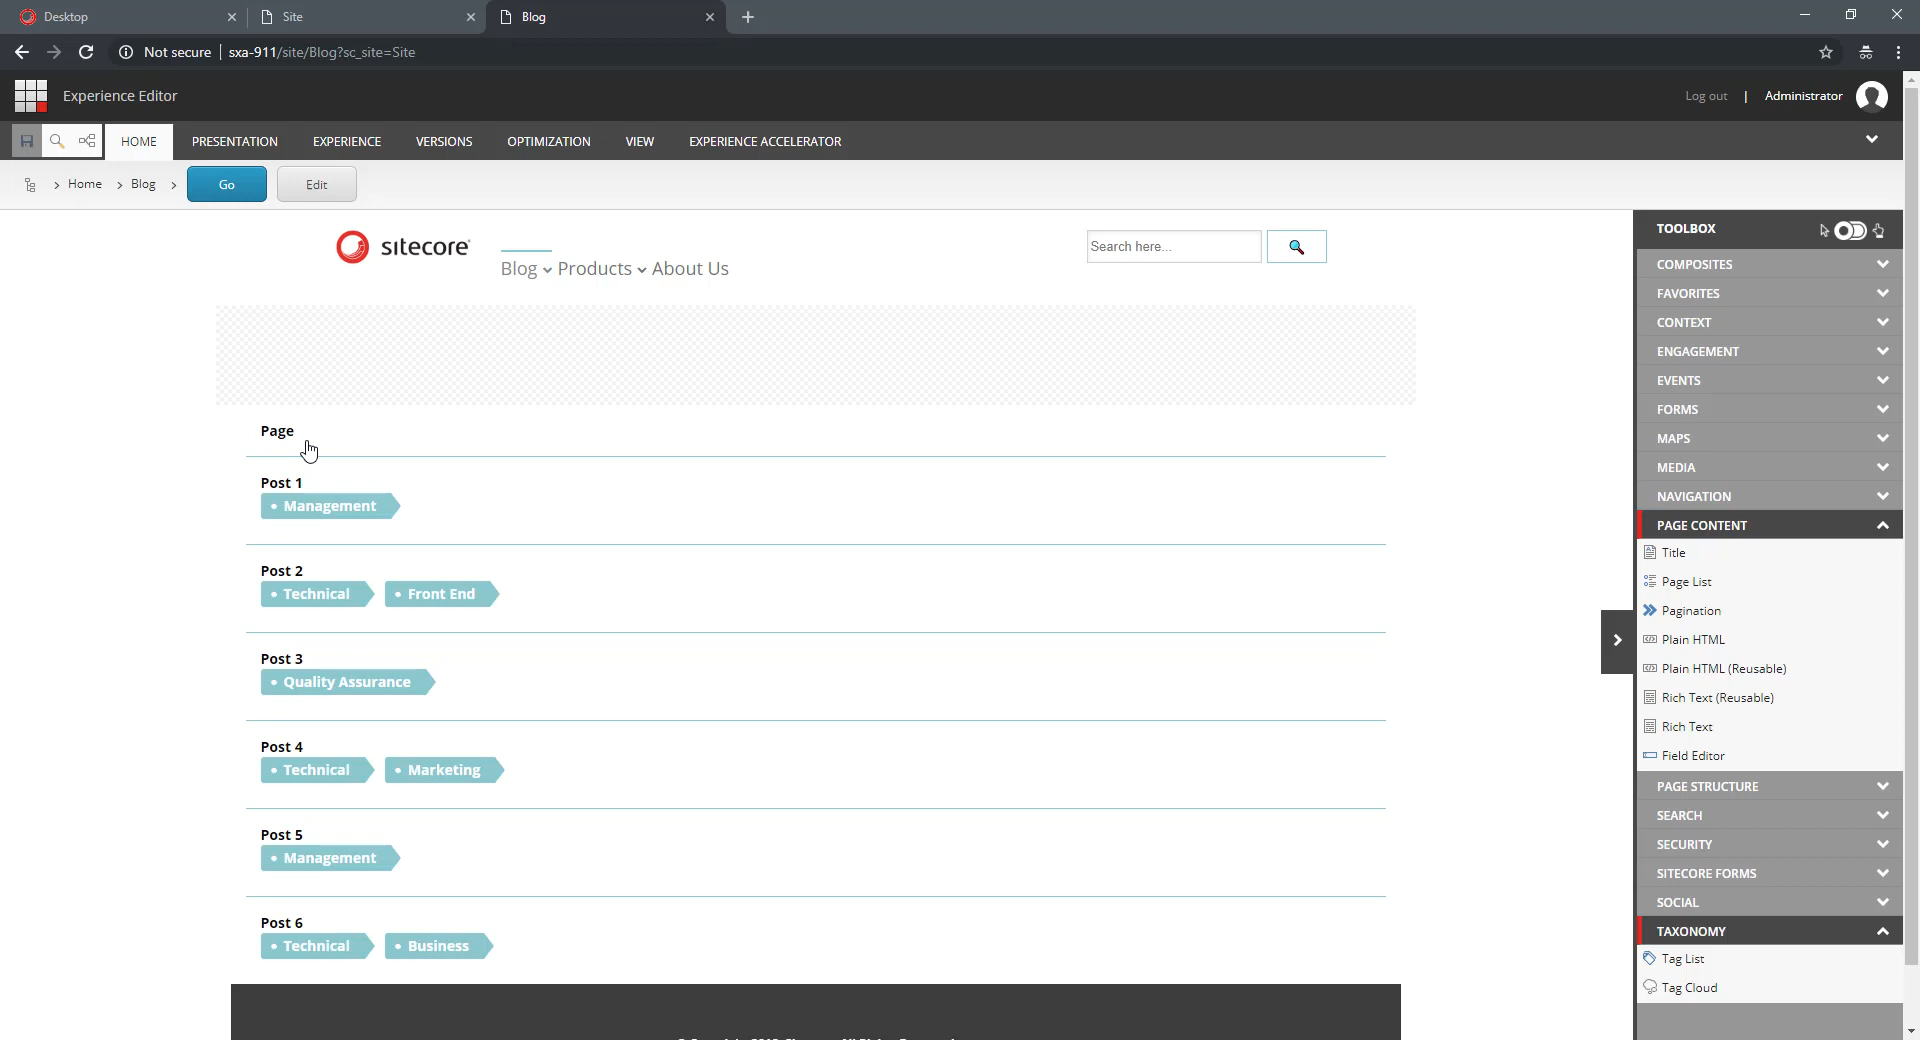 Desktop
Site
Blog
Not secure
sxa-911/site/Blog?sc_site=Site
Experience Editor
Log out | Administrator
HOME
PRESENTATION
EXPERIENCE
VERSIONS
OPTIMIZATION
VIEW
EXPERIENCE ACCELERATOR
Home
Blog
Go
Edit
sitecore
Blog
Products
About Us
Search here...
Page
Post 1
• Management
Post 2
• Technical • Front End
Post 3
• Quality Assurance
Post 4
• Technical • Marketing
Post 5
• Management
Post 6
• Technical • Business
TOOLBOX
COMPOSITES
FAVORITES
CONTEXT
ENGAGEMENT
EVENTS
FORMS
MAPS
MEDIA
NAVIGATION
PAGE CONTENT
Title
Page List
Pagination
Plain HTML
Plain HTML (Reusable)
Rich Text (Reusable)
Rich Text
Field Editor
PAGE STRUCTURE
SEARCH
SECURITY
SITECORE FORMS
SOCIAL
TAXONOMY
Tag List
Tag Cloud